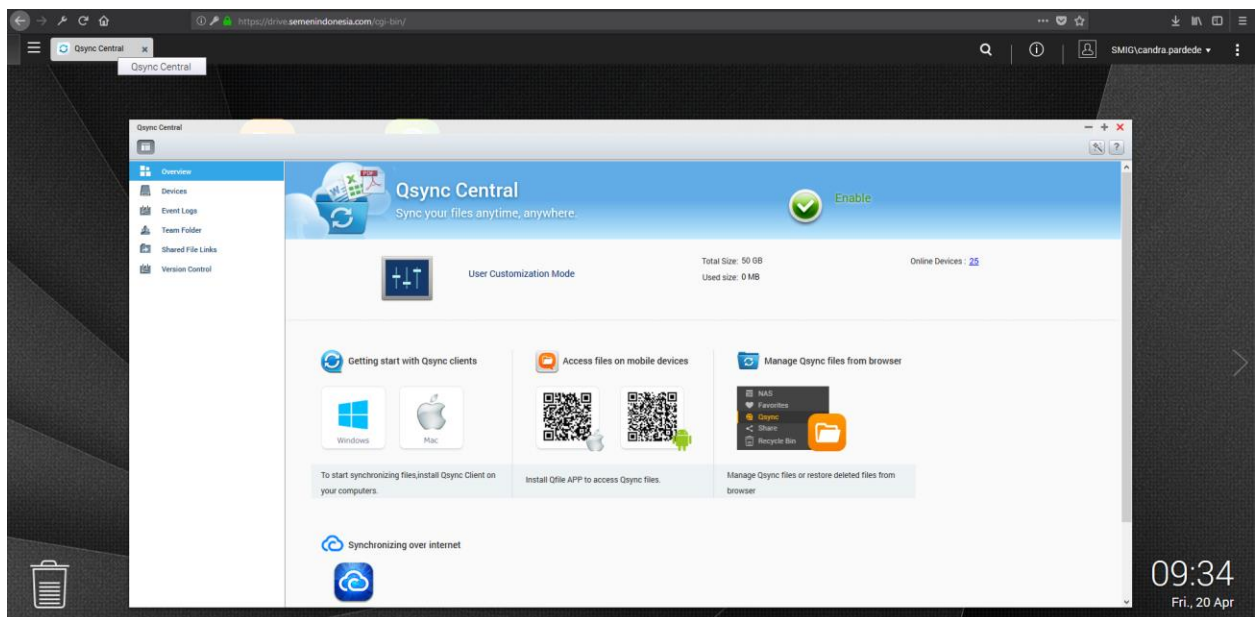 https://drive.semenindonesia.com/cgi-bin/
Qsync Central
SMIG\candra.pardede
Qsync Central
Qsync Central
Overview
Devices
Event Logs
Team Folder
Shared File Links
Version Control
Qsync Central
Sync your files anytime, anywhere.
Enable
User Customization Mode
Total Size: 50 GB
Used size: 0 MB
Online Devices : 25
Getting start with Qsync clients
Windows
Mac
To start synchronizing files,install Qsync Client on
your computers.
Access files on mobile devices
Install Qfile APP to access Qsync files.
Manage Qsync files from browser
NAS
Favorites
Qsync
Share
Recycle Bin
Manage Qsync files or restore deleted files from
browser
Synchronizing over internet
09:34
Fri., 20 Apr